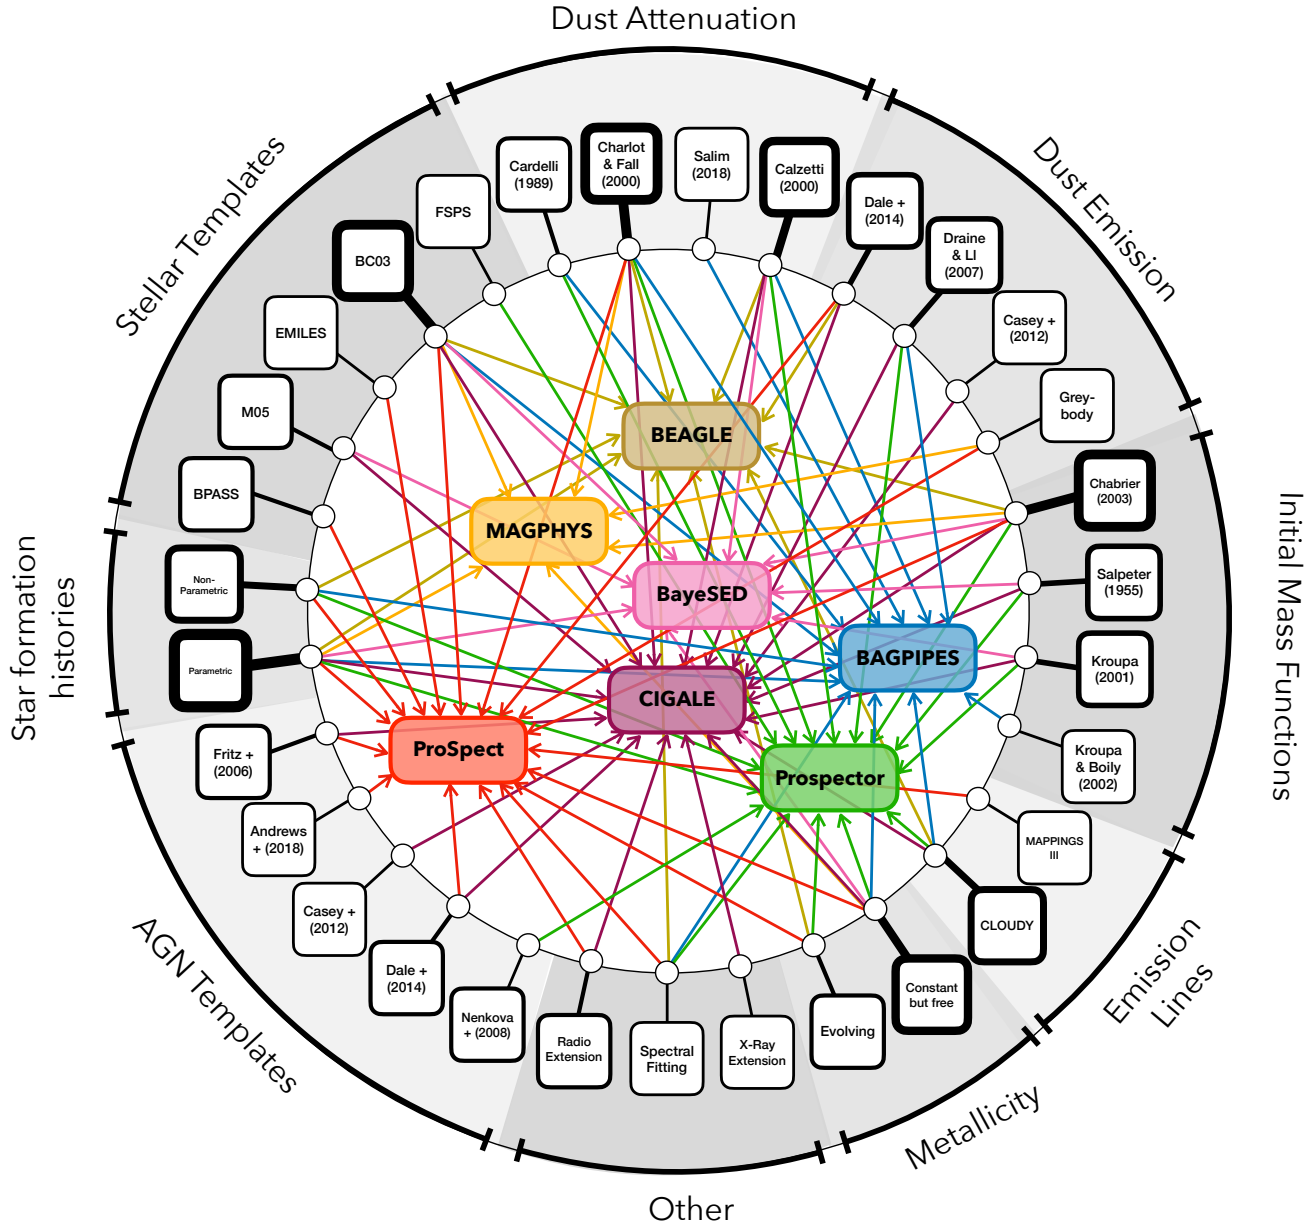 Dust Attenuation
Dust Emission
Initial Mass Functions
Emission
Lines
Metallicity
Other
AGN Templates
Star formation
histories
Stellar Templates
Cardelli
(1989)
Charlot
& Fall
(2000)
Salim
(2018)
Calzetti
(2000)
Dale +
(2014)
Draine
& LI
(2007)
Casey +
(2012)
Grey-
body
Chabrier
(2003)
Salpeter
(1955)
Kroupa
(2001)
Kroupa
& Boily
(2002)
MAPPINGS
III
CLOUDY
Constant
but free
Evolving
X-Ray
Extension
Spectral
Fitting
Radio
Extension
Nenkova
+ (2008)
Dale +
(2014)
Casey +
(2012)
Andrews
+ (2018)
Fritz +
(2006)
Parametric
Non-
Parametric
BPASS
M05
EMILES
BC03
FSPS
BEAGLE
MAGPHYS
BayeSED
BAGPIPES
CIGALE
ProSpect
Prospector